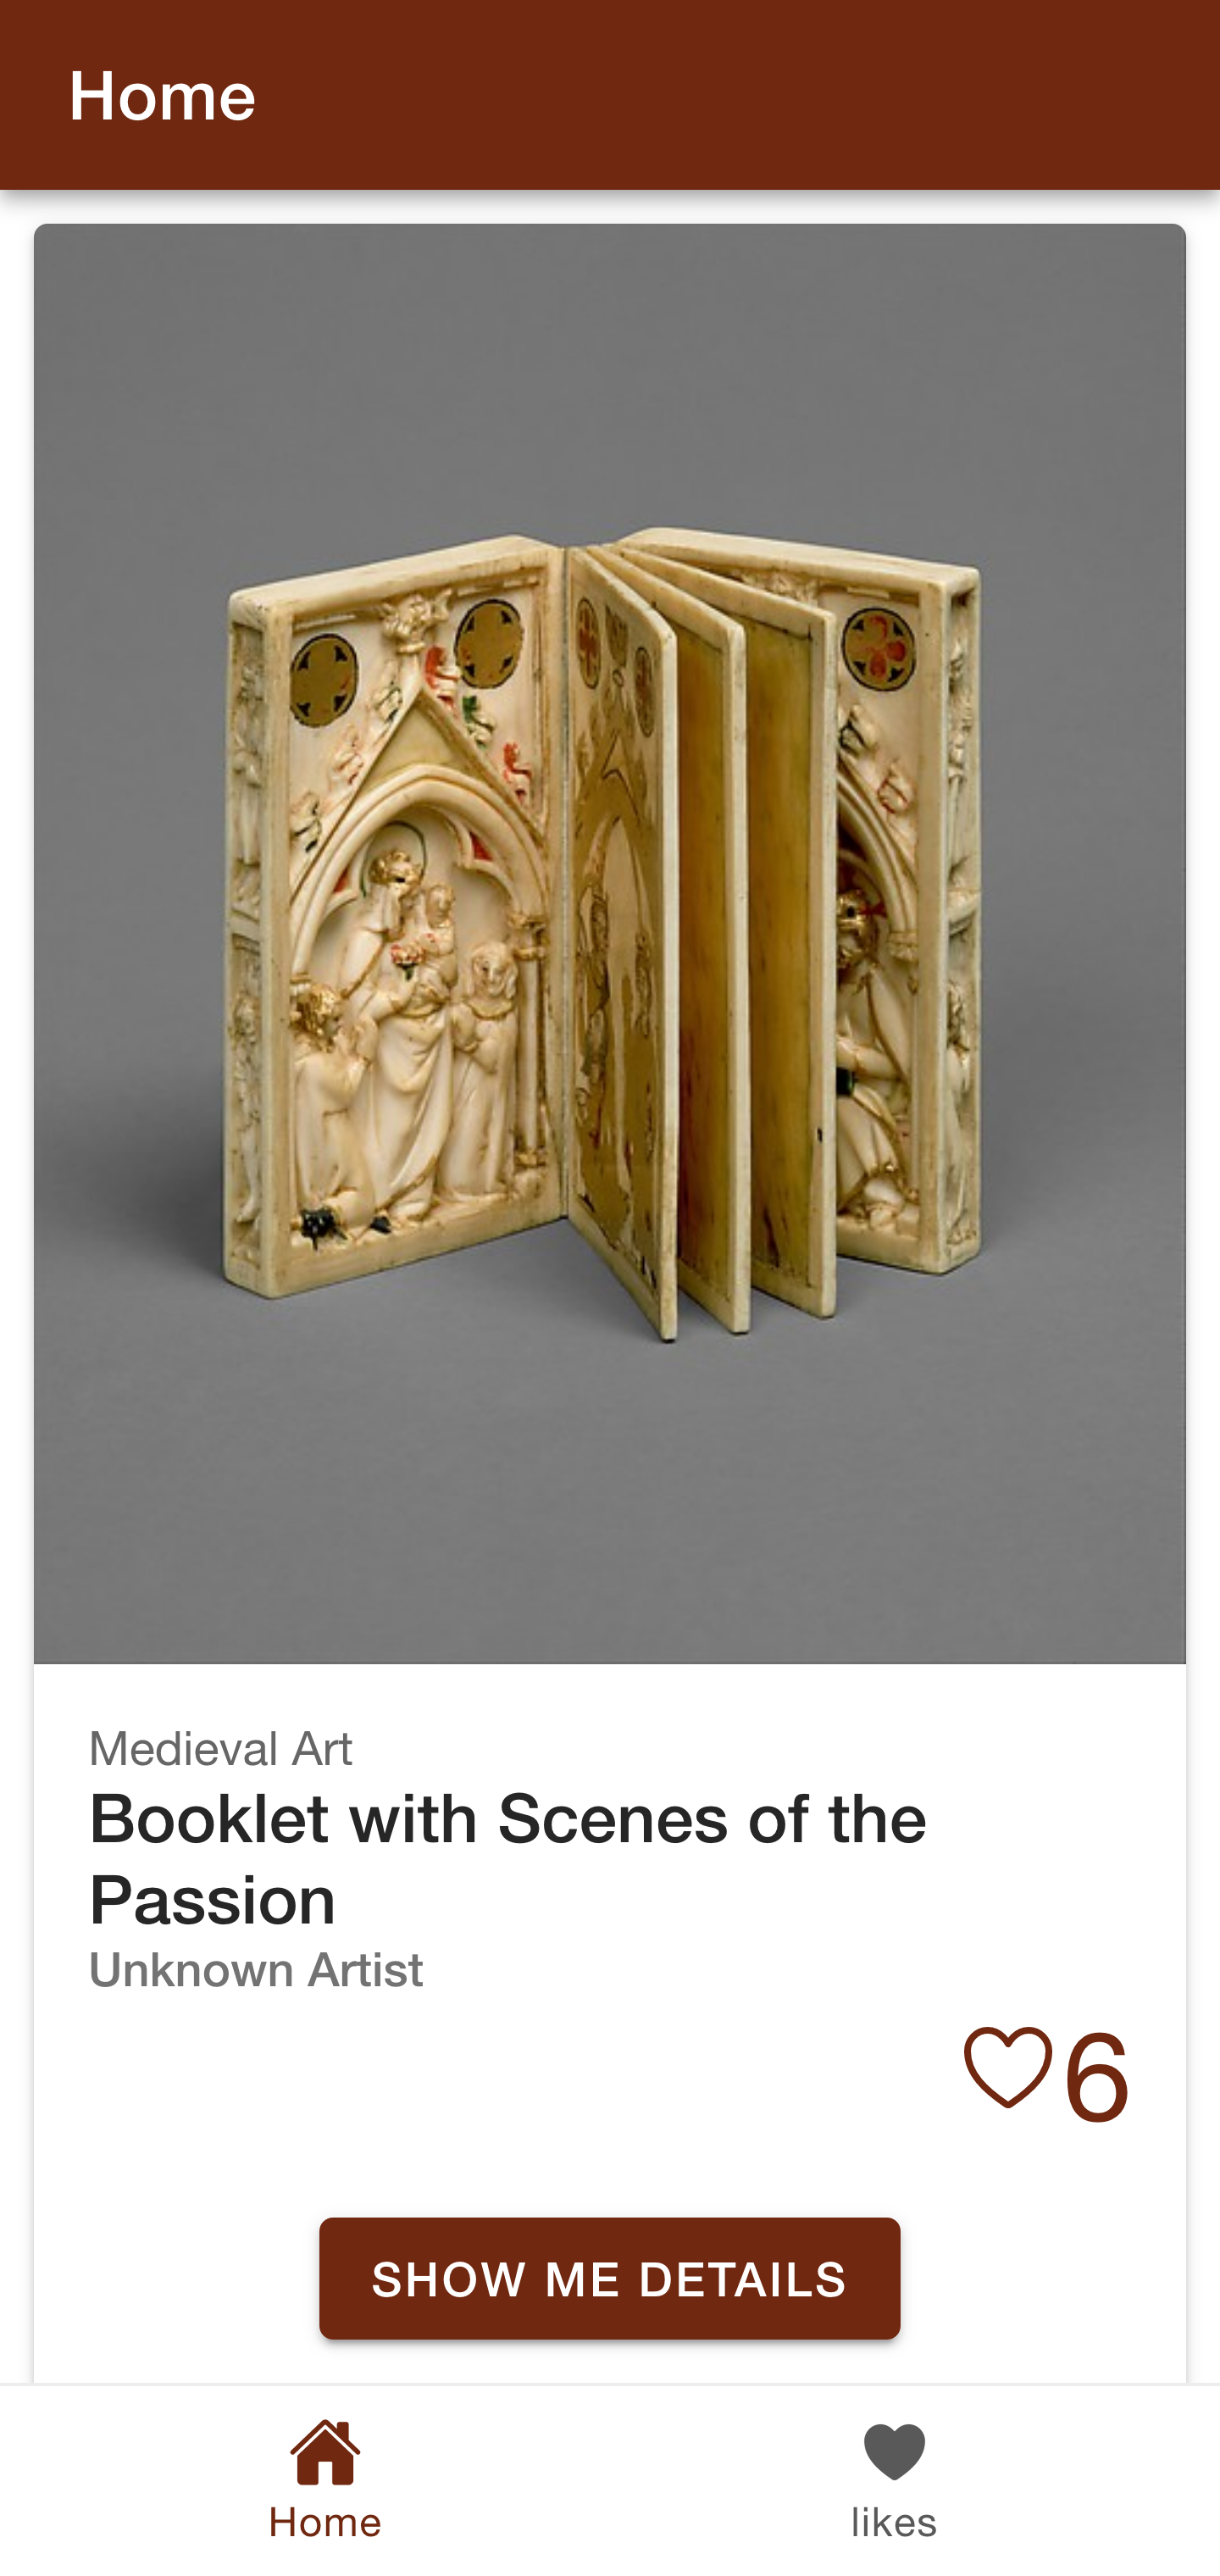 Home
Medieval Art
Booklet with Scenes of the
Passion
Unknown Artist
6
SHOW ME DETAILS
Home
likes